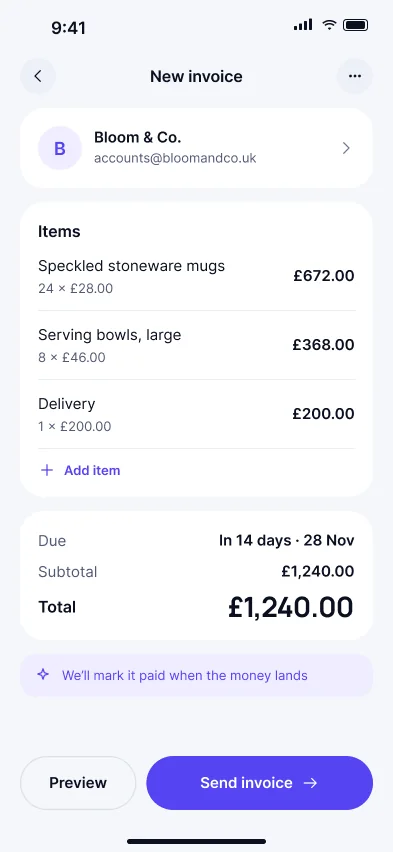 9:41
New invoice
B
Bloom & Co.
accounts@bloomandco.uk
Items
Speckled stoneware mugs
£672.00
24 × £28.00
Serving bowls, large
£368.00
8 × £46.00
Delivery
£200.00
1 × £200.00
+ Add item
Due In 14 days · 28 Nov
Subtotal £1,240.00
Total £1,240.00
We'll mark it paid when the money lands
Preview
Send invoice →